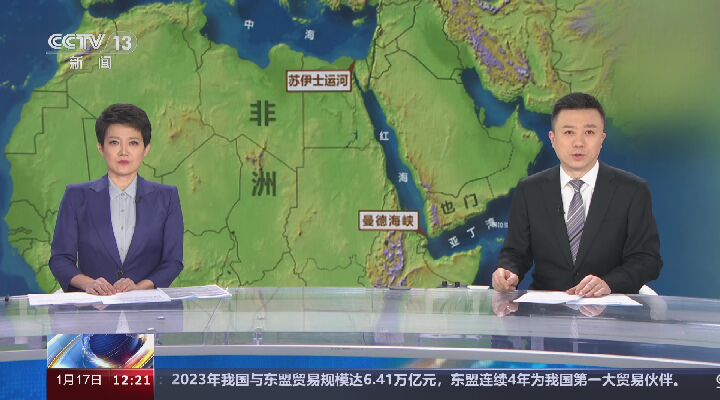 CCTV 13
新闻
中海
苏伊士运河
非洲
红海
也门
曼德海峡
亚丁湾
1月17日 12:21
2023年我国与东盟贸易规模达6.41万亿元，东盟连续4年为我国第一大贸易伙伴。